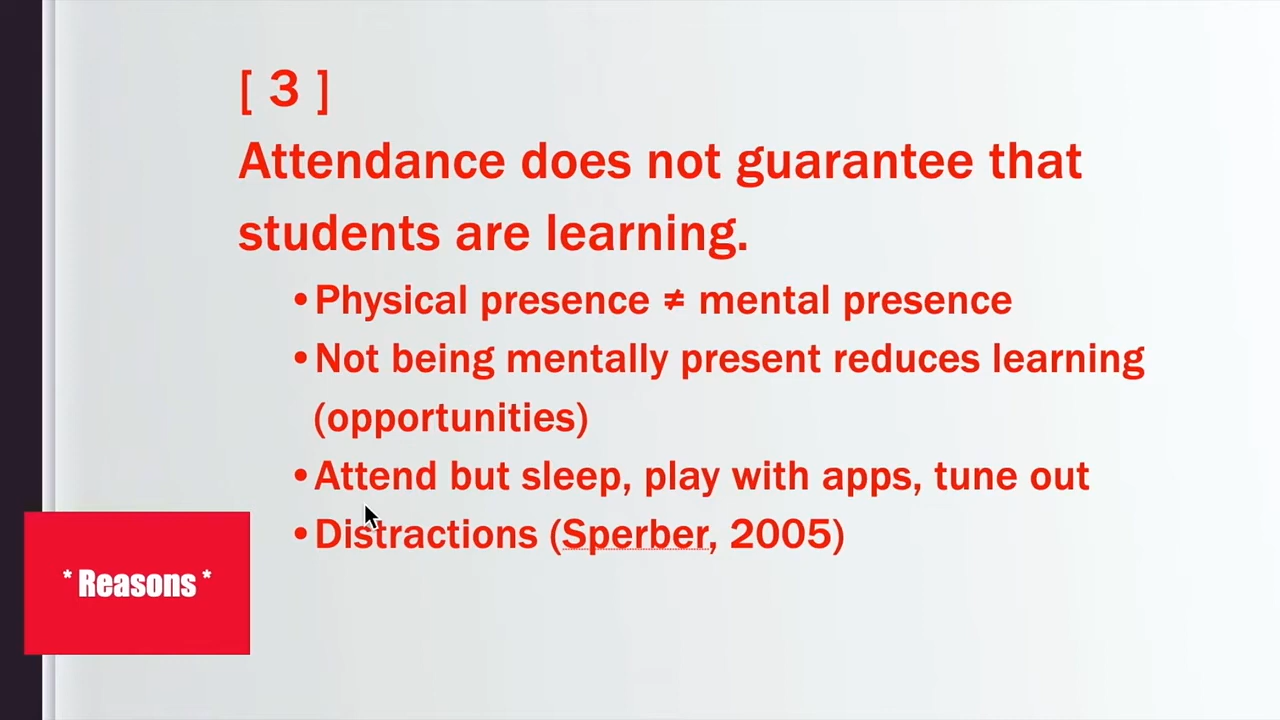 [ 3 ]
Attendance does not guarantee that
students are learning.
•Physical presence ≠ mental presence
•Not being mentally present reduces learning
(opportunities)
•Attend but sleep, play with apps, tune out
•Distractions (Sperber, 2005)
* Reasons *